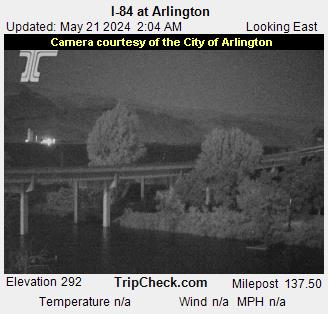 I-84 at Arlington
Updated: May 21 2024 2:04 AM Looking East
Camera courtesy of the City of Arlington
Elevation 292 TripCheck.com Milepost 137.50
Temperature n/a Wind n/a MPH n/a